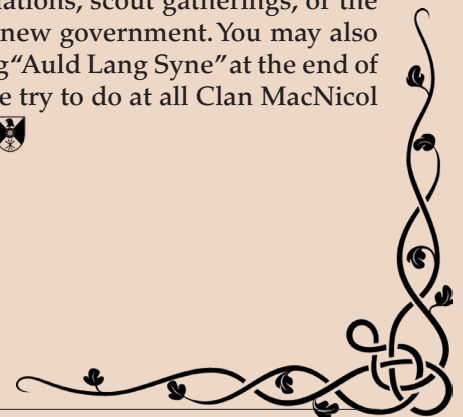 ations, scout gatherings, or the
new government. You may also
g “Auld Lang Syne” at the end of
e try to do at all Clan MacNicol